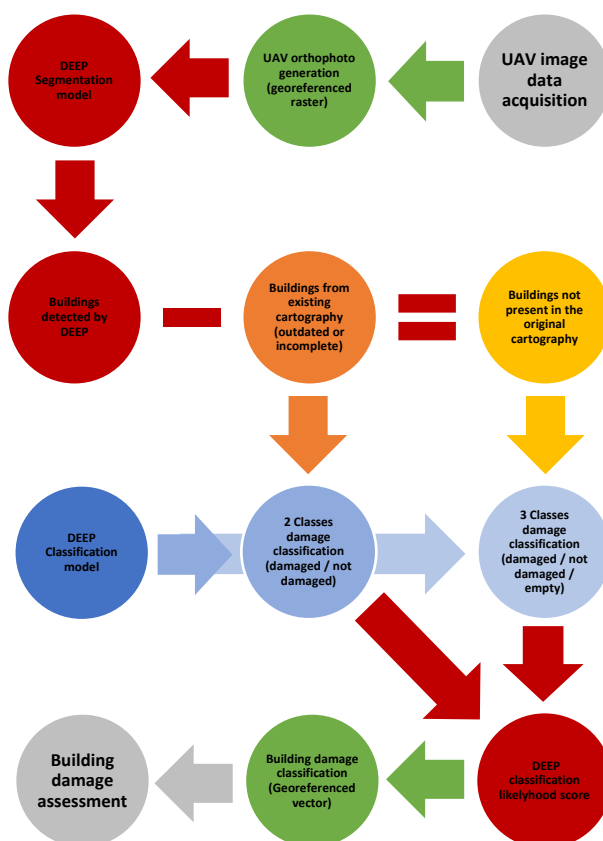 DEEP
Segmentation
model
UAV orthophoto
generation
(georeferenced
raster)
UAV image
data
acquisition
Buildings
detected by
DEEP
Buildings from
existing
cartography
(outdated or
incomplete)
Buildings not
present in the
original
cartography
DEEP
Classification
model
2 Classes
damage
classification
(damaged / not
damaged)
3 Classes
damage
classification
(damaged / not
damaged /
empty)
Building
damage
assessment
Building damage
classification
(Georeferenced
vector)
DEEP
classification
likelyhood score